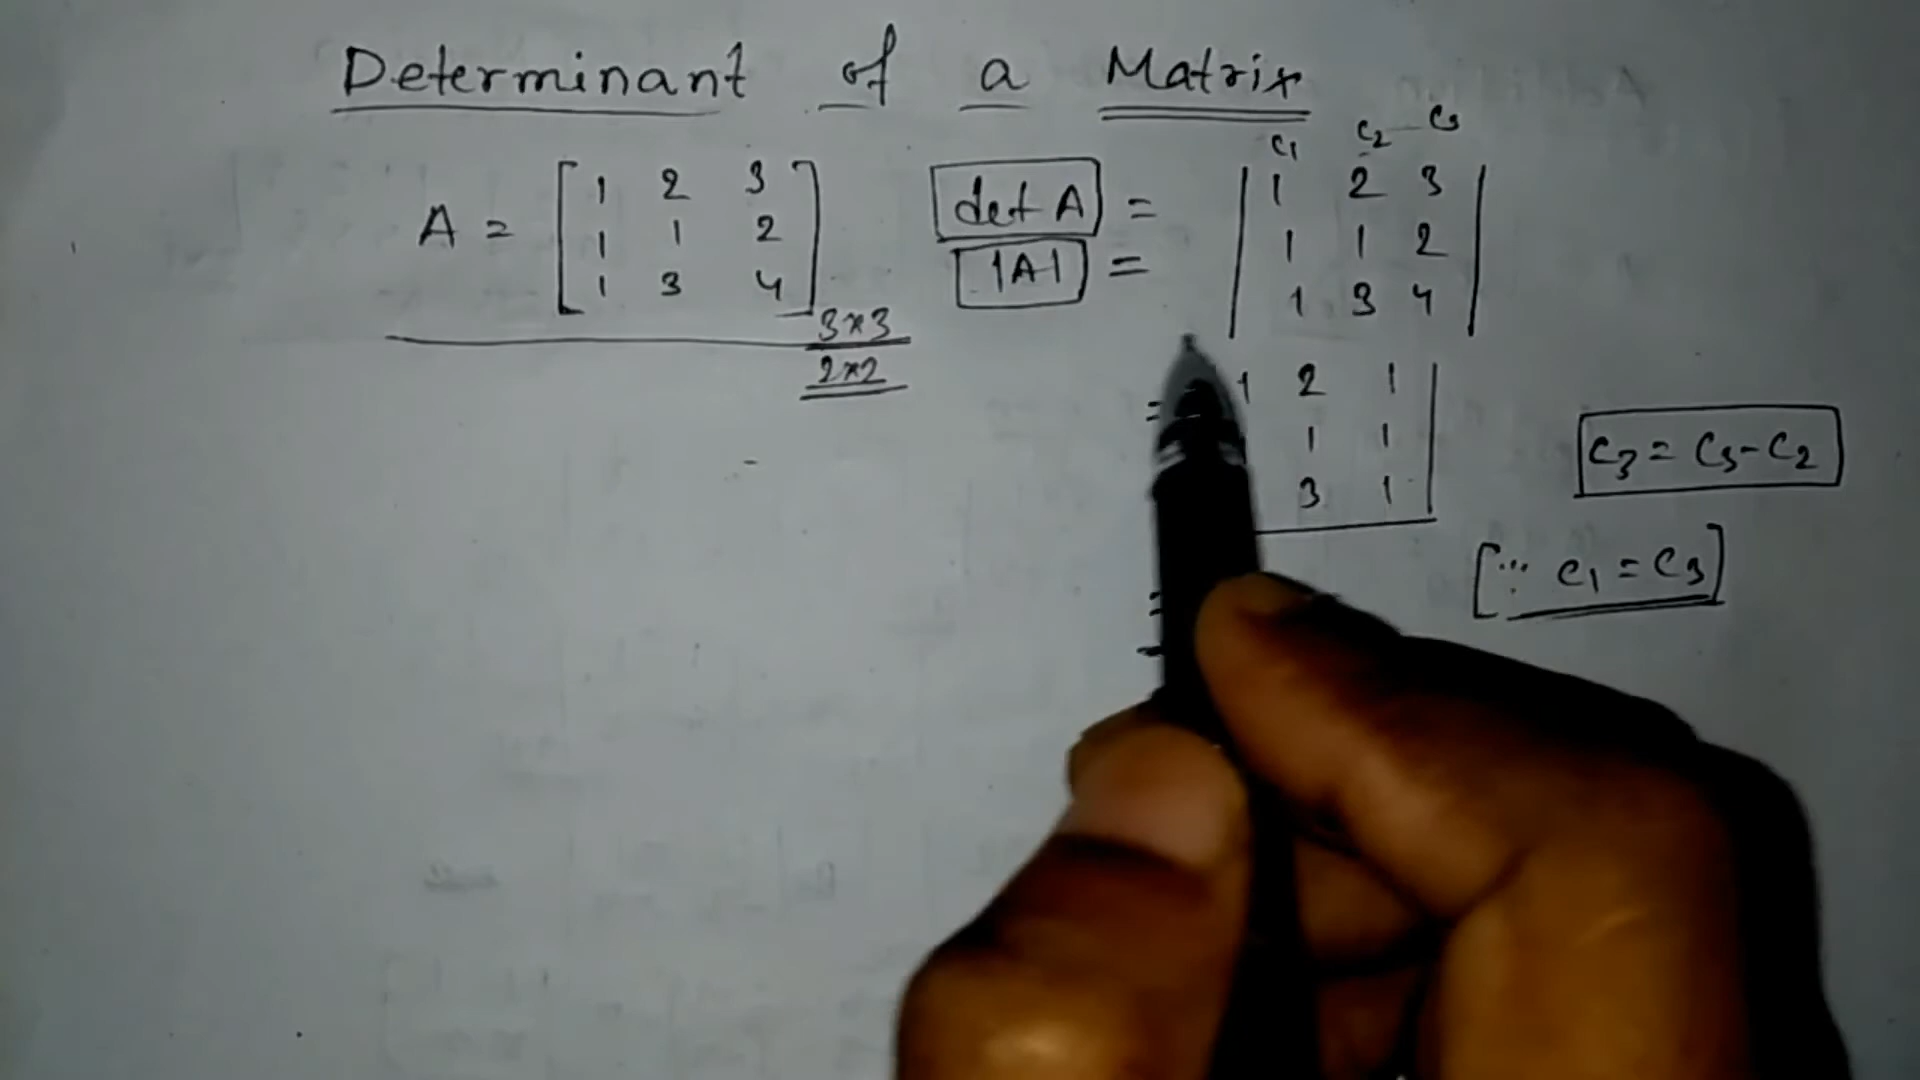 Determinant of a Matrix
A = [ 1 2 3
1 1 2
1 3 4 ] 3×3
2×2
det A =
|A| =
C1 C2 C3
| 1 2 3 |
| 1 1 2 |
| 1 3 4 |
= 1 2 1 |
1 1 |
3 1 |
C3 = C3 - C2
=
[∵ C1 = C3]